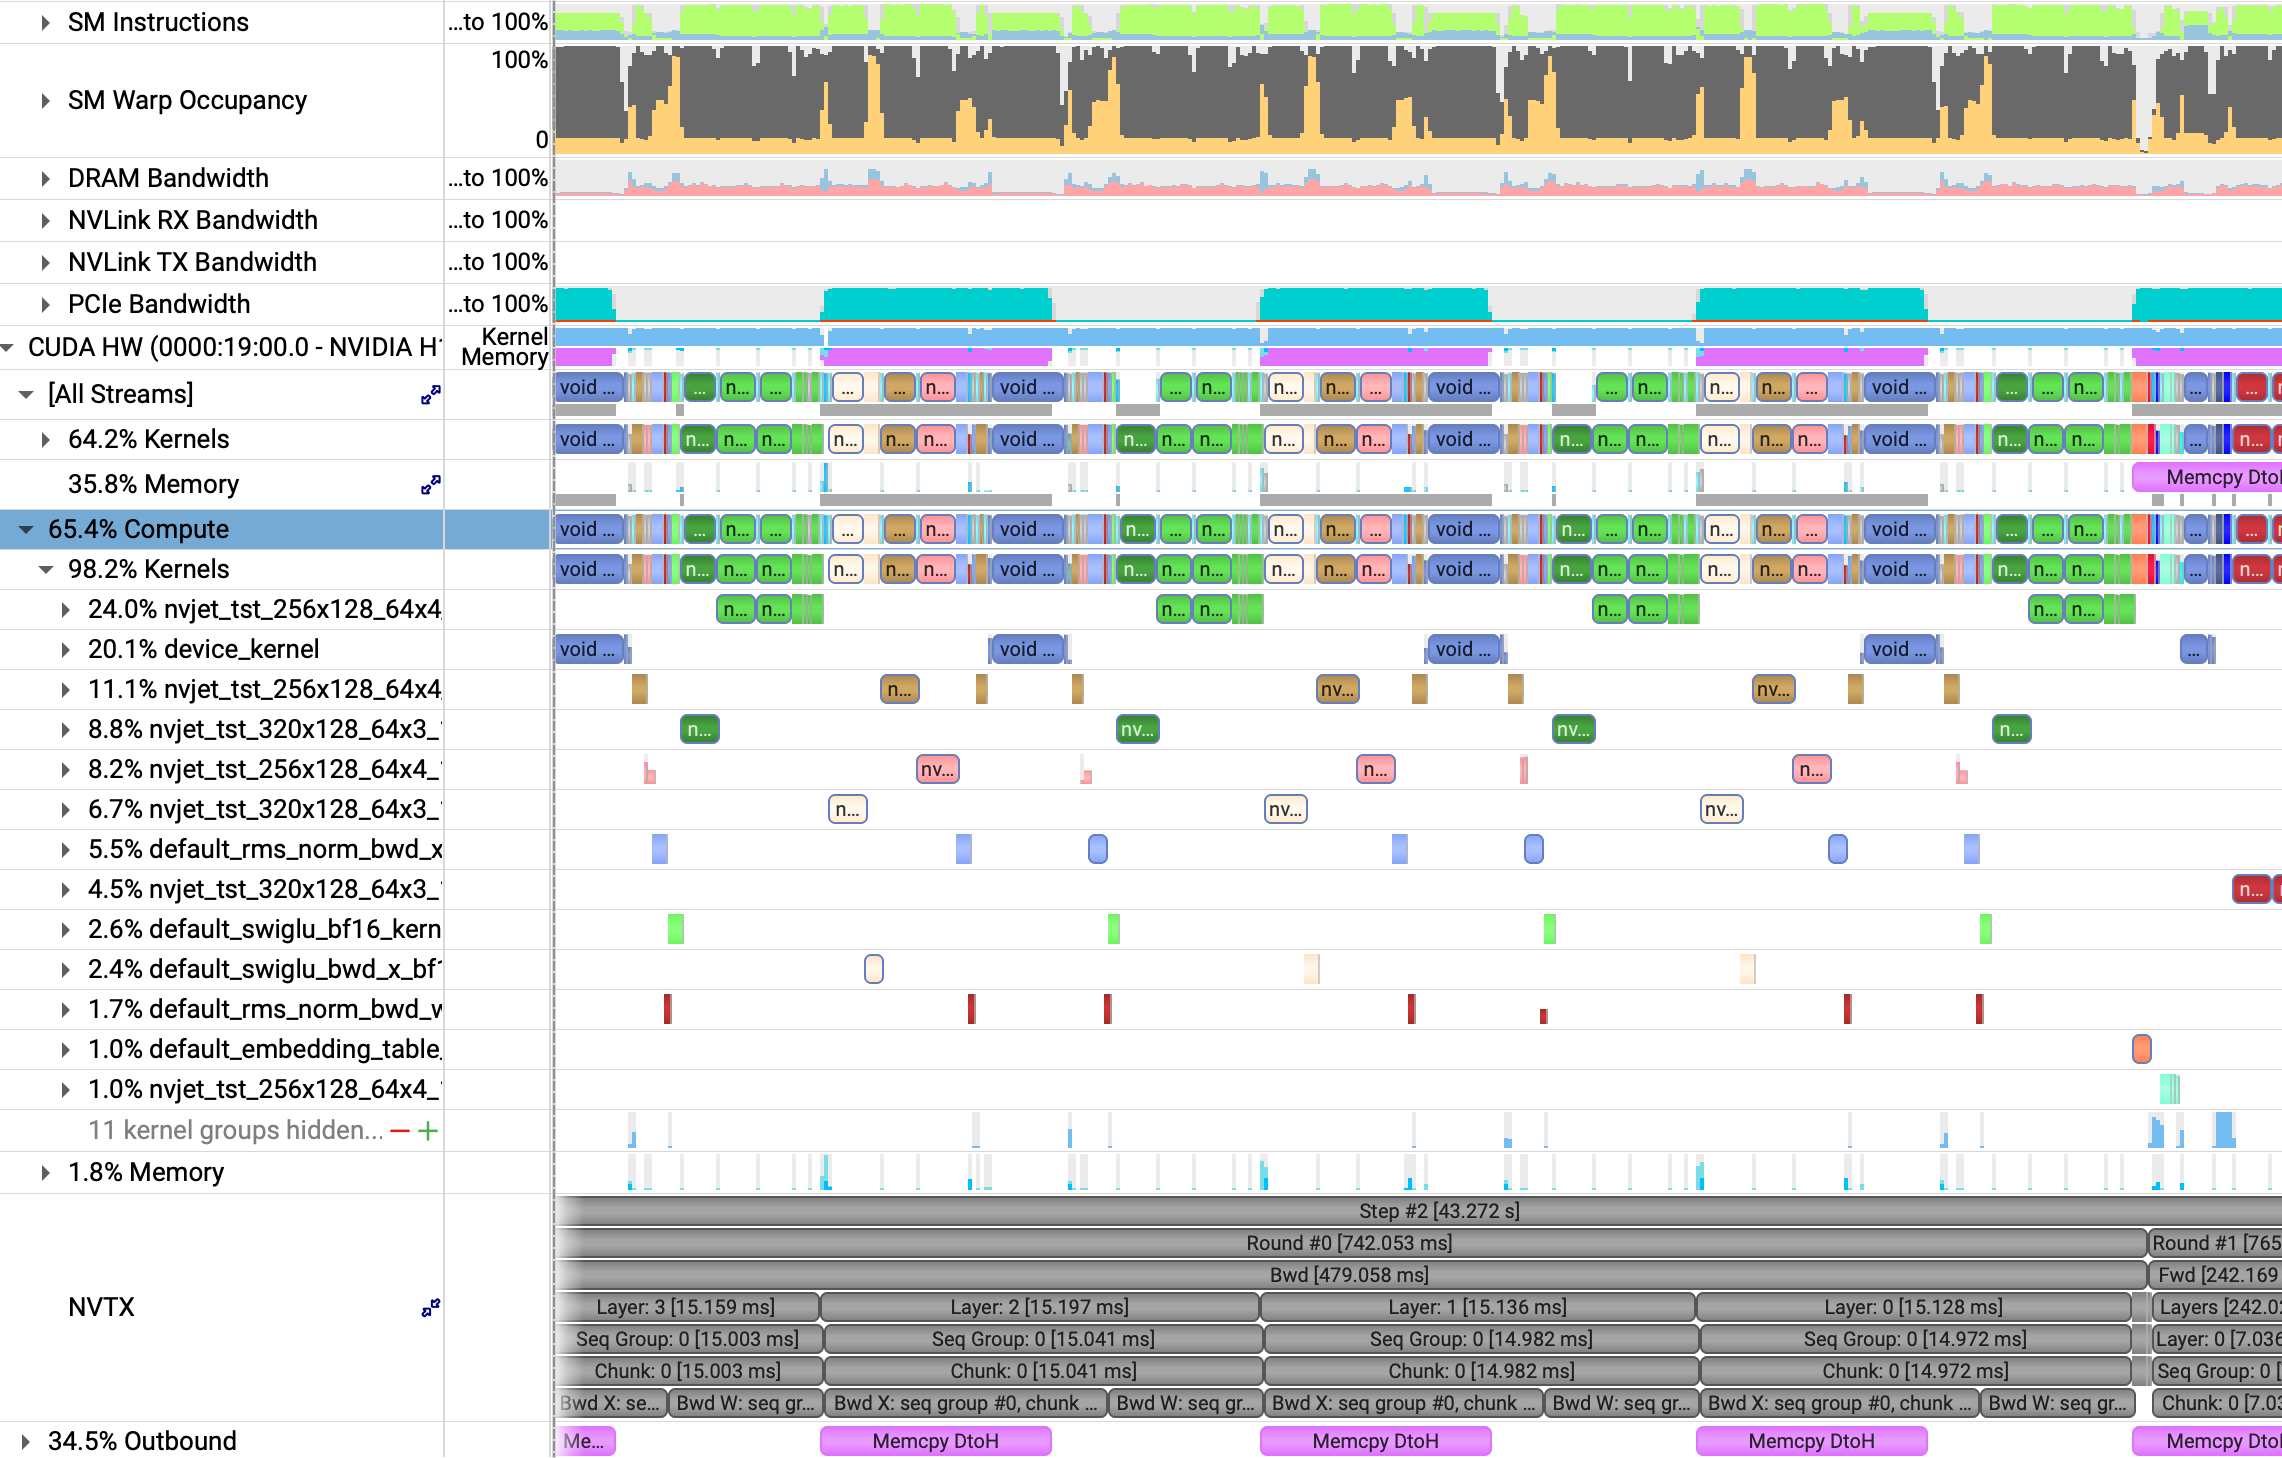 SM Instructions ...to 100%
100%
SM Warp Occupancy
0
DRAM Bandwidth ...to 100%
NVLink RX Bandwidth ...to 100%
NVLink TX Bandwidth ...to 100%
PCIe Bandwidth ...to 100%
Kernel
CUDA HW (0000:19:00.0 - NVIDIA H1
Memory
[All Streams] void ... ... n... ... ... ... n... void ... ... n... n... n... ... void ... ... n... n... n... ... void ... ... ... n... ... ...
64.2% Kernels void ... n... n... n... n... n... n... void ... n... n... n... n... n... n... void ... n... n... n... n... n... n... void ... n... n... n... ... n...
35.8% Memory Memcpy Dtol
65.4% Compute void ... ... n... ... ... ... n... void ... n... ... n... n... n... ... void ... n... ... n... n... n... ... void ... ... ... n... ... ...
98.2% Kernels void ... n... n... n... n... n... n... void ... n... n... n... n... n... n... void ... n... n... n... n... n... n... void ... n... n... n... ... n...
24.0% nvjet_tst_256x128_64x4_ n... n... n... n... n... n... n... n...
20.1% device_kernel void ... void ... void ... void ... ...
11.1% nvjet_tst_256x128_64x4_ n... nv... nv...
8.8% nvjet_tst_320x128_64x3_ n... nv... nv... n...
8.2% nvjet_tst_256x128_64x4_ nv... n... n...
6.7% nvjet_tst_320x128_64x3_ n... nv... nv...
5.5% default_rms_norm_bwd_x
4.5% nvjet_tst_320x128_64x3_ n...
2.6% default_swiglu_bf16_kern
2.4% default_swiglu_bwd_x_bf1
1.7% default_rms_norm_bwd_w
1.0% default_embedding_table_
1.0% nvjet_tst_256x128_64x4_
11 kernel groups hidden...
1.8% Memory
Step #2 [43.272 s]
Round #0 [742.053 ms] Round #1 [765
Bwd [479.058 ms] Fwd [242.169
NVTX Layer: 3 [15.159 ms] Layer: 2 [15.197 ms] Layer: 1 [15.136 ms] Layer: 0 [15.128 ms] Layers [242.02
Seq Group: 0 [15.003 ms] Seq Group: 0 [15.041 ms] Seq Group: 0 [14.982 ms] Seq Group: 0 [14.972 ms] Layer: 0 [7.036
Chunk: 0 [15.003 ms] Chunk: 0 [15.041 ms] Chunk: 0 [14.982 ms] Chunk: 0 [14.972 ms] Seq Group: 0 [
Bwd X: se... Bwd W: seq gr... Bwd X: seq group #0, chunk ... Bwd W: seq gr... Bwd X: seq group #0, chunk ... Bwd W: seq gr... Bwd X: seq group #0, chunk ... Bwd W: seq gr... Chunk: 0 [7.03
34.5% Outbound Me... Memcpy DtoH Memcpy DtoH Memcpy DtoH Memcpy Dtol